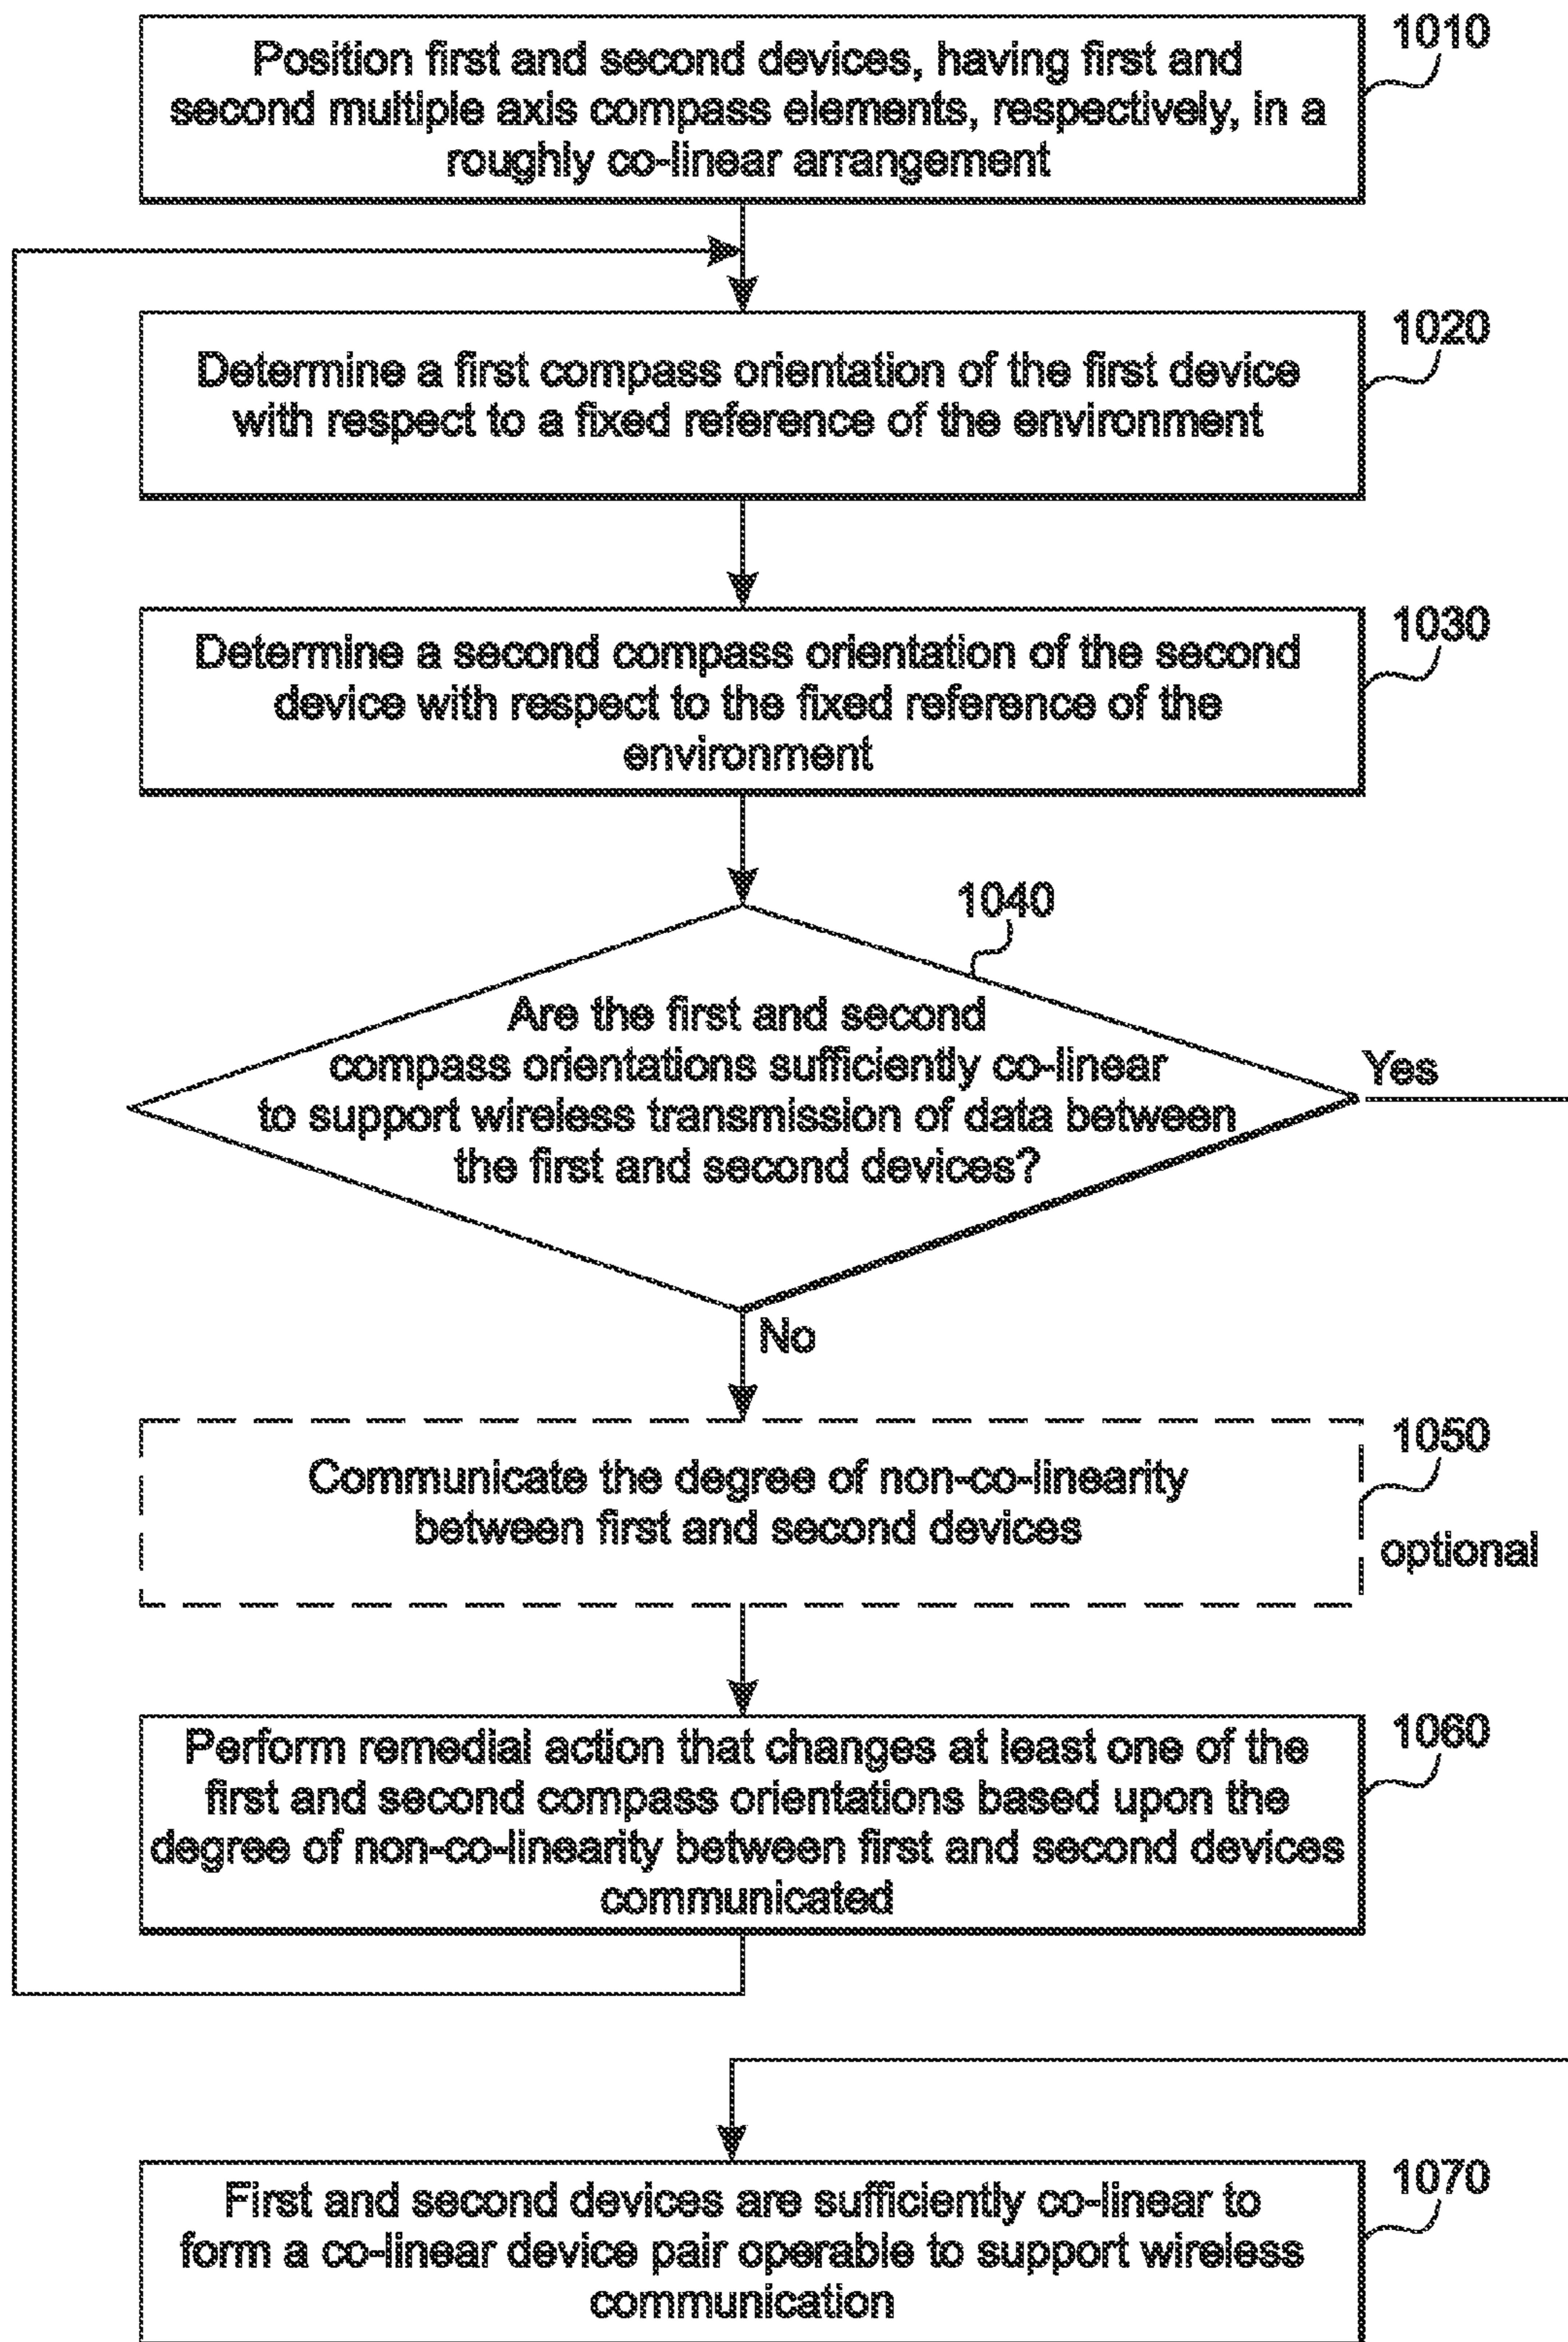 Position first and second devices, having first and
second multiple axis compass elements, respectively, in a
roughly co-linear arrangement
1010
Determine a first compass orientation of the first device
with respect to a fixed reference of the environment
1020
Determine a second compass orientation of the second
device with respect to the fixed reference of the
environment
1030
1040
Are the first and second
compass orientations sufficiently co-linear
to support wireless transmission of data between
the first and second devices?
Yes
No
Communicate the degree of non-co-linearity
between first and second devices
1050
optional
Perform remedial action that changes at least one of the
first and second compass orientations based upon the
degree of non-co-linearity between first and second devices
communicated
1060
First and second devices are sufficiently co-linear to
form a co-linear device pair operable to support wireless
communication
1070